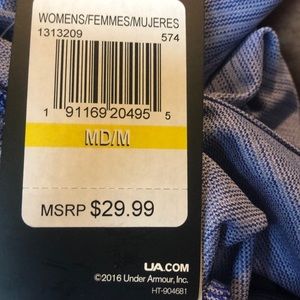 WOMENS/FEMMES/MUJERES
1313209 574
1 91169 20495 5
MD/M
MSRP $29.99
UA.COM
©2016 Under Armour, Inc.
HT-904681